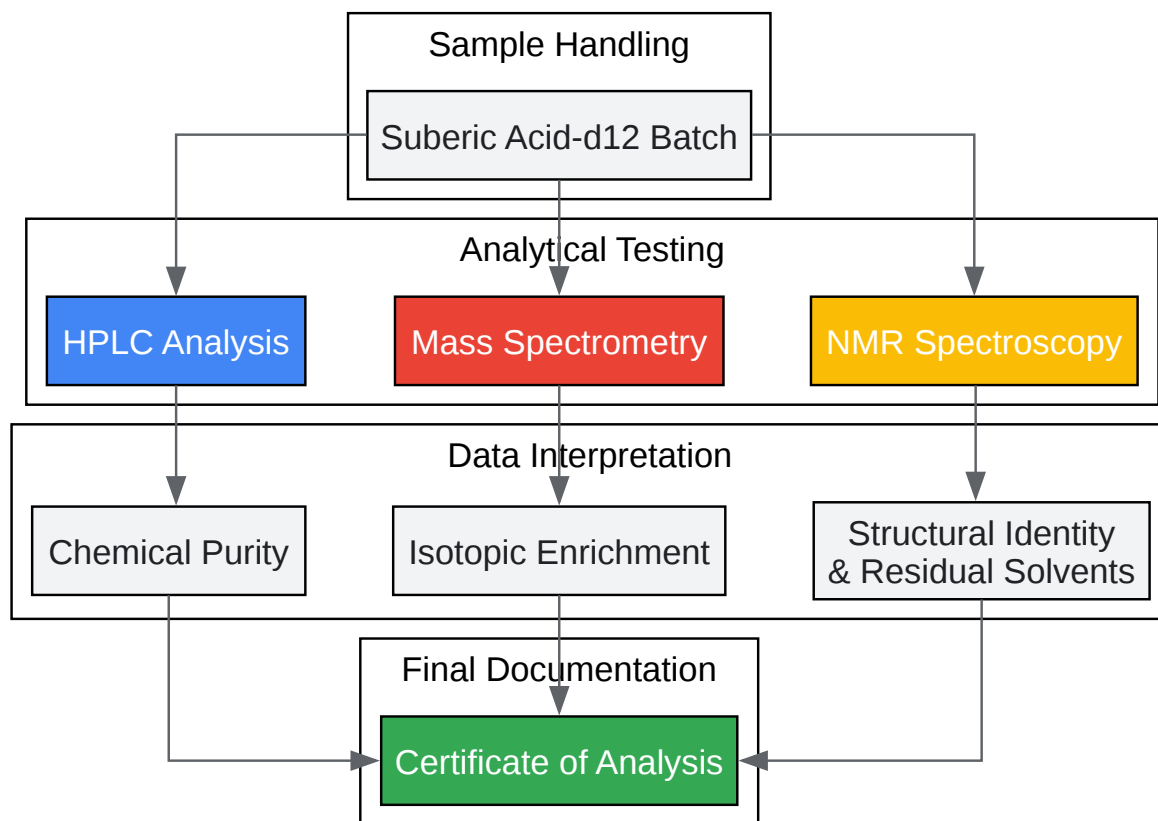 Sample Handling
Suberic Acid-d12 Batch
Analytical Testing
HPLC Analysis
Mass Spectrometry
NMR Spectroscopy
Data Interpretation
Chemical Purity
Isotopic Enrichment
Structural Identity
& Residual Solvents
Final Documentation
Certificate of Analysis